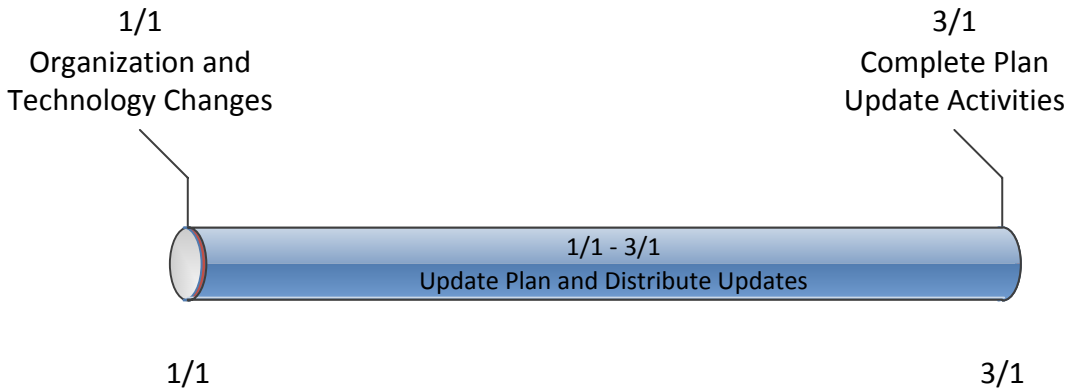 1/1
Organization and
Technology Changes
3/1
Complete Plan
Update Activities
1/1 - 3/1
Update Plan and Distribute Updates
1/1
3/1